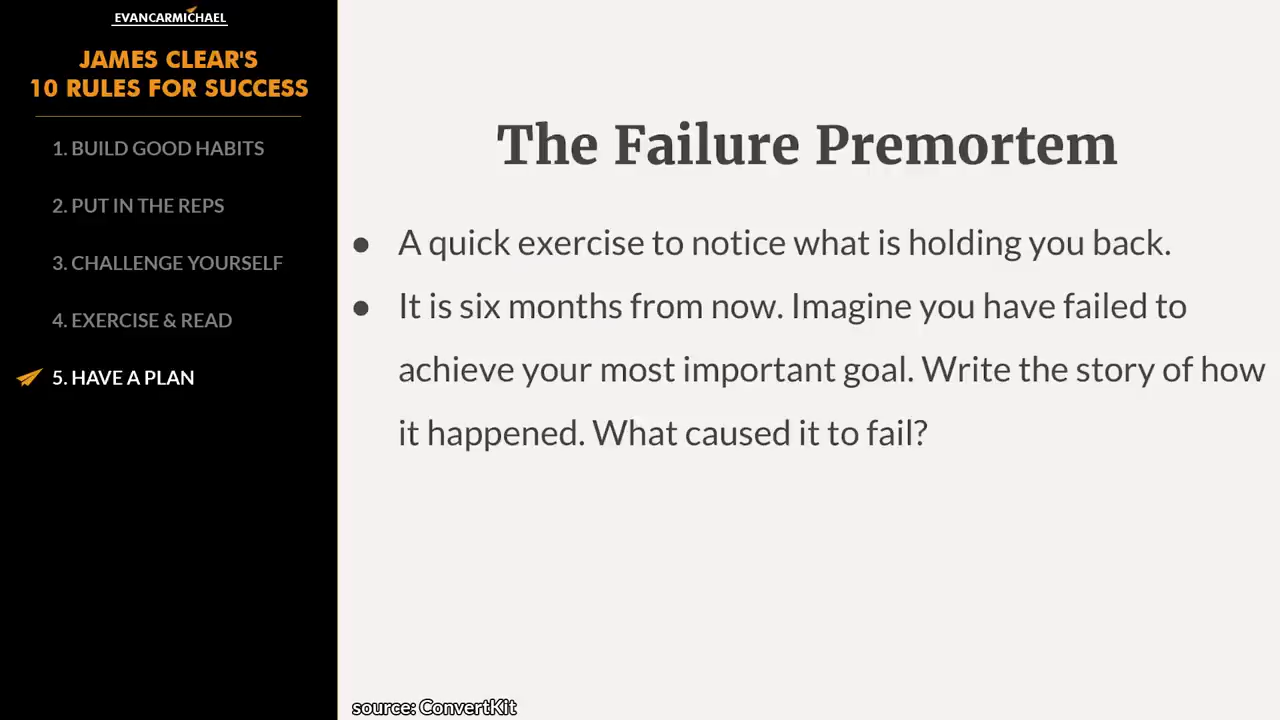 EVANCARMICHAEL
JAMES CLEAR'S
10 RULES FOR SUCCESS
1. BUILD GOOD HABITS
2. PUT IN THE REPS
3. CHALLENGE YOURSELF
4. EXERCISE & READ
5. HAVE A PLAN
The Failure Premortem
● A quick exercise to notice what is holding you back.
● It is six months from now. Imagine you have failed to
achieve your most important goal. Write the story of how
it happened. What caused it to fail?
source: ConvertKit